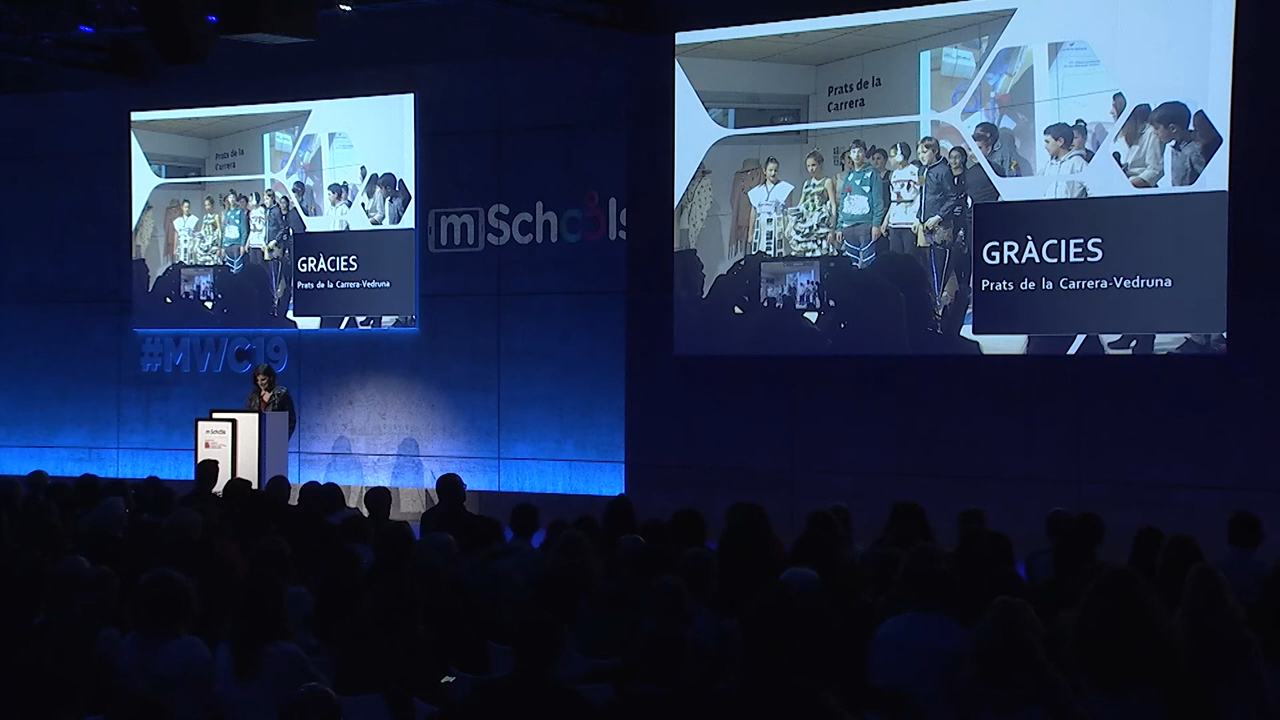 Prats de la
Carrera
GRÀCIES
Prats de la Carrera-Vedruna
mSchools
#MWC19
mSchools
Prats de la
Carrera
GRÀCIES
Prats de la Carrera-Vedruna